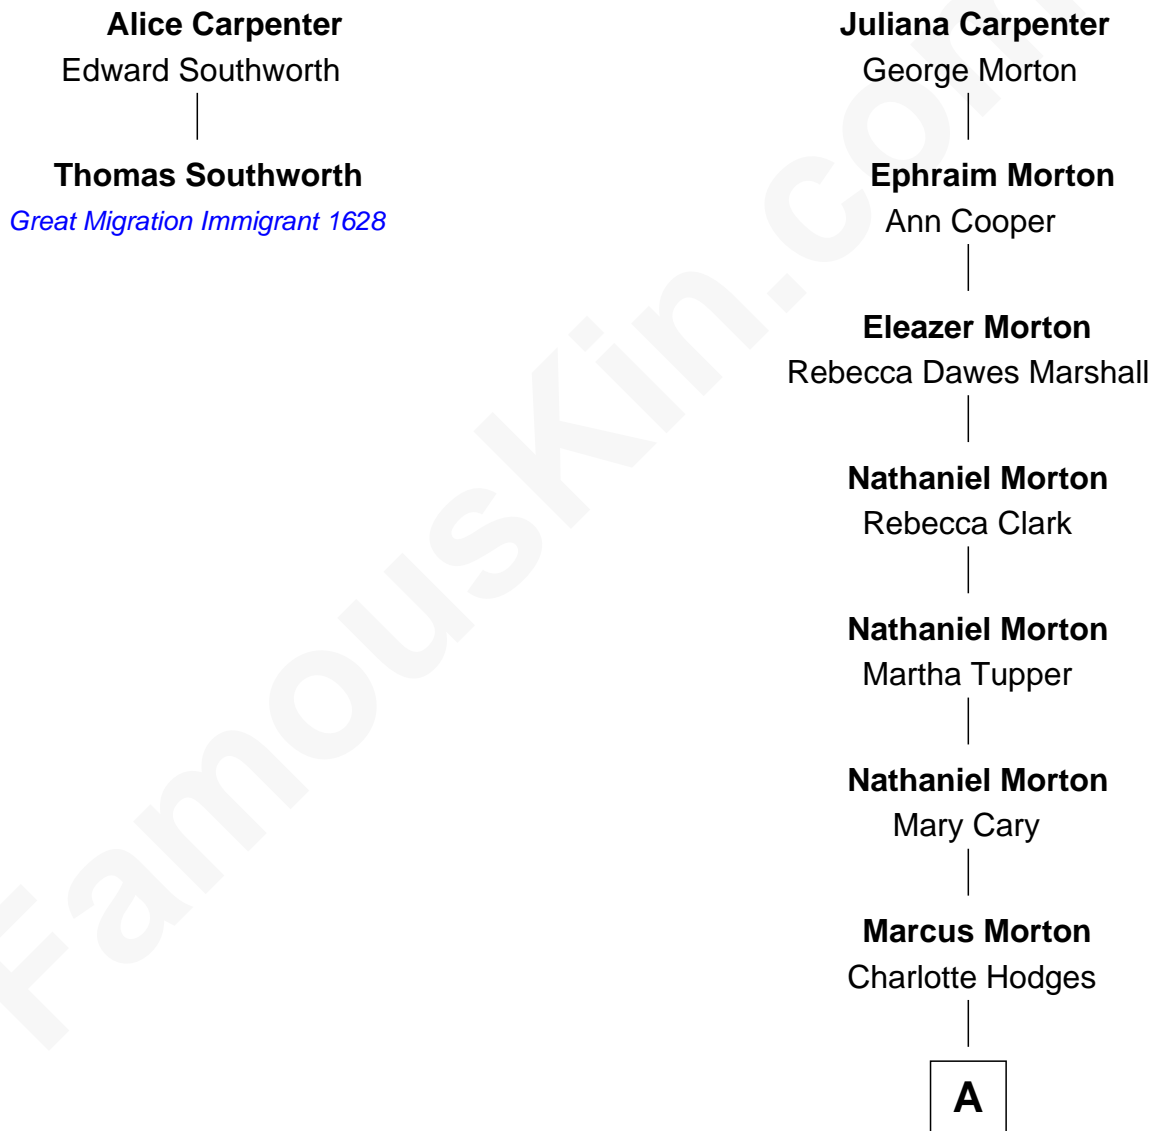 Alice Carpenter
Edward Southworth
Thomas Southworth
Great Migration Immigrant 1628
Juliana Carpenter
George Morton
Ephraim Morton
Ann Cooper
Eleazer Morton
Rebecca Dawes Marshall
Nathaniel Morton
Rebecca Clark
Nathaniel Morton
Martha Tupper
Nathaniel Morton
Mary Cary
Marcus Morton
Charlotte Hodges
A
FamousKin.com